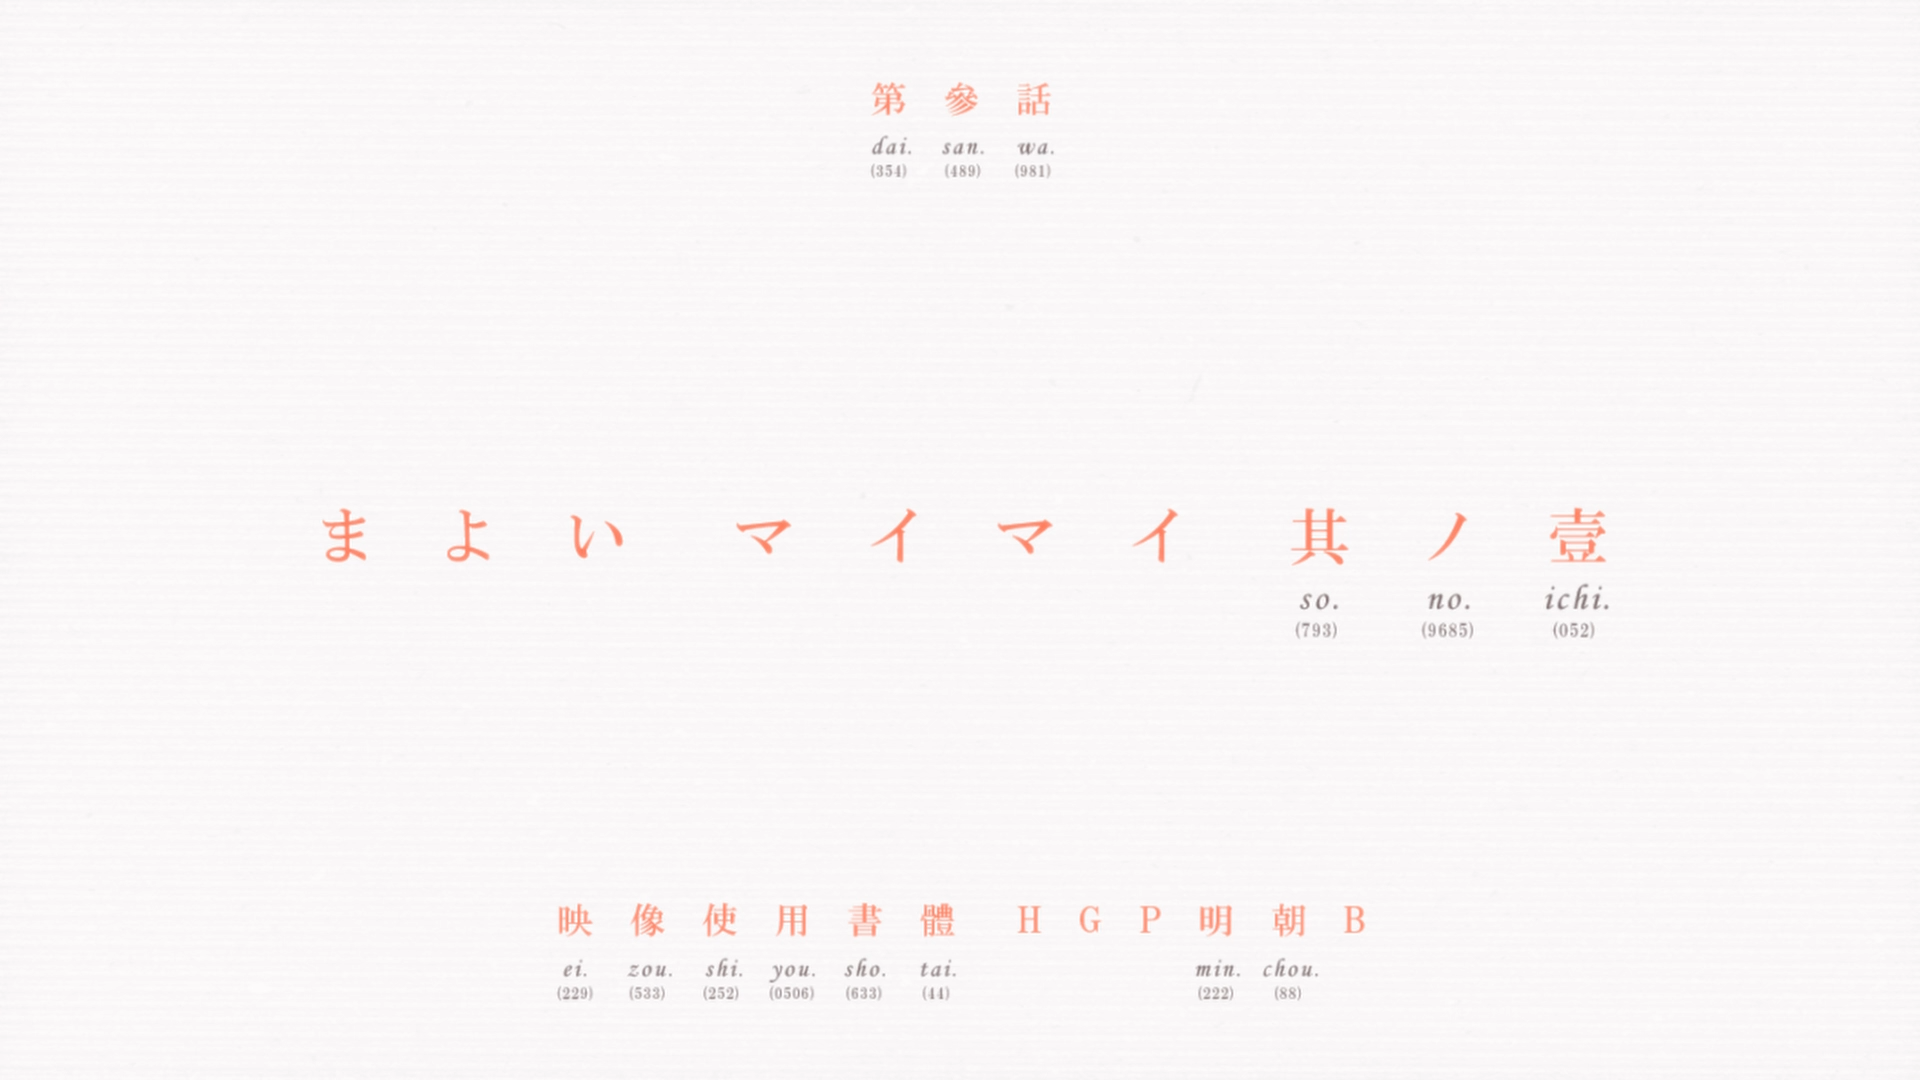 第參話
dai. san. wa.
(354) (489) (981)
まよい マイマイ 其ノ壹
so. no. ichi.
(793) (9685) (052)
映像使用書體 HGP明朝B
ei. zou. shi. you. sho. tai. min. chou.
(229) (533) (252) (0506) (633) (44) (222) (88)